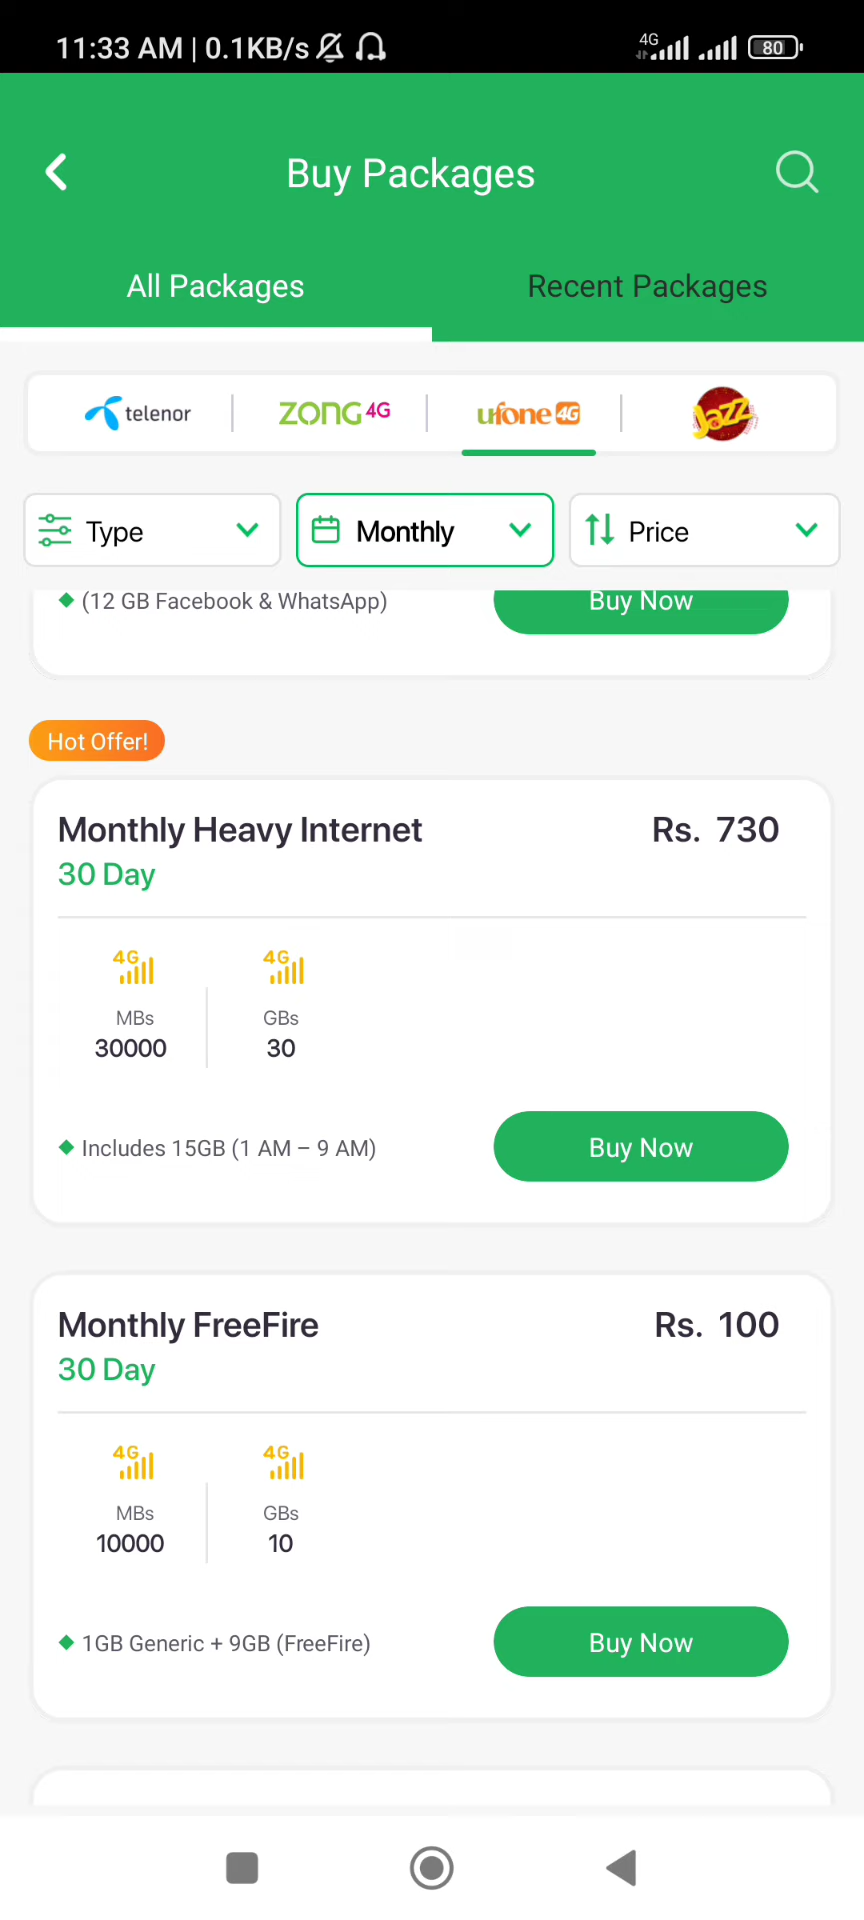 11:33 AM | 0.1KB/s 4G 80
Buy Packages
All Packages Recent Packages
telenor ZONG 4G ufone 4G Jazz
Type Monthly Price
(12 GB Facebook & WhatsApp) Buy Now
Hot Offer!
Monthly Heavy Internet Rs. 730
30 Day
4G 4G
MBs GBs
30000 30
Includes 15GB (1 AM – 9 AM) Buy Now
Monthly FreeFire Rs. 100
30 Day
4G 4G
MBs GBs
10000 10
1GB Generic + 9GB (FreeFire) Buy Now